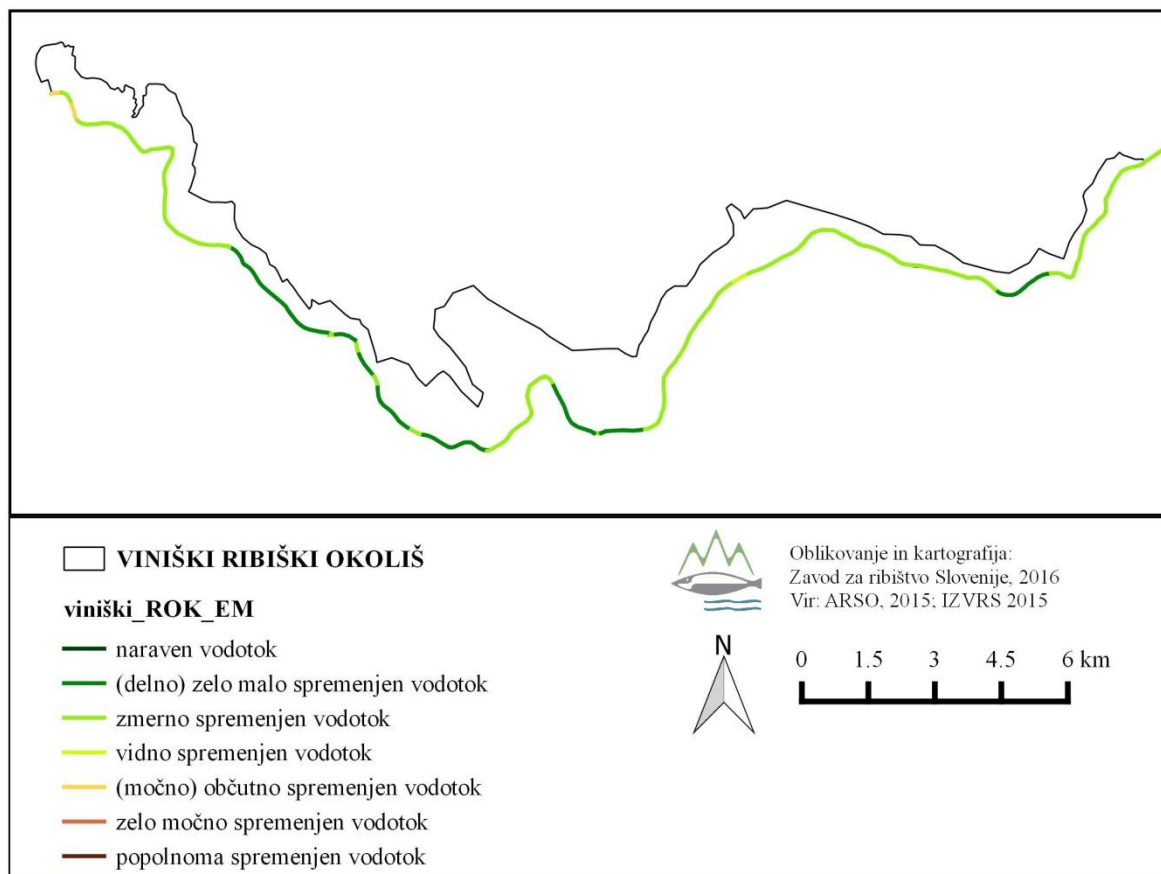 VINIŠKI RIBIŠKI OKOLIŠ
viniški_ROK_EM
naraven vodotok
(delno) zelo malo spremenjen vodotok
zmerno spremenjen vodotok
vidno spremenjen vodotok
(močno) občutno spremenjen vodotok
zelo močno spremenjen vodotok
popolnoma spremenjen vodotok
Oblikovanje in kartografija:
Zavod za ribištvo Slovenije, 2016
Vir: ARSO, 2015; IZVRS 2015
N
0 1.5 3 4.5 6 km